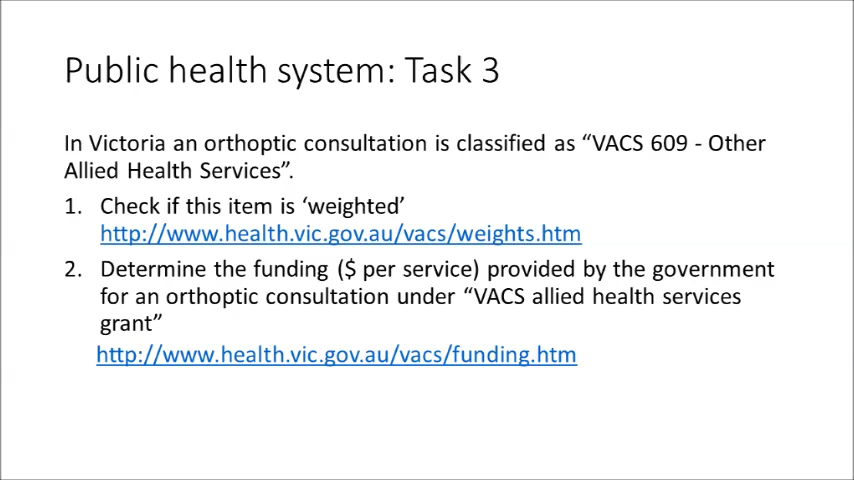 Public health system: Task 3
In Victoria an orthoptic consultation is classified as “VACS 609 - Other
Allied Health Services”.
1. Check if this item is ‘weighted’
http://www.health.vic.gov.au/vacs/weights.htm
2. Determine the funding ($ per service) provided by the government
for an orthoptic consultation under “VACS allied health services
grant”
http://www.health.vic.gov.au/vacs/funding.htm